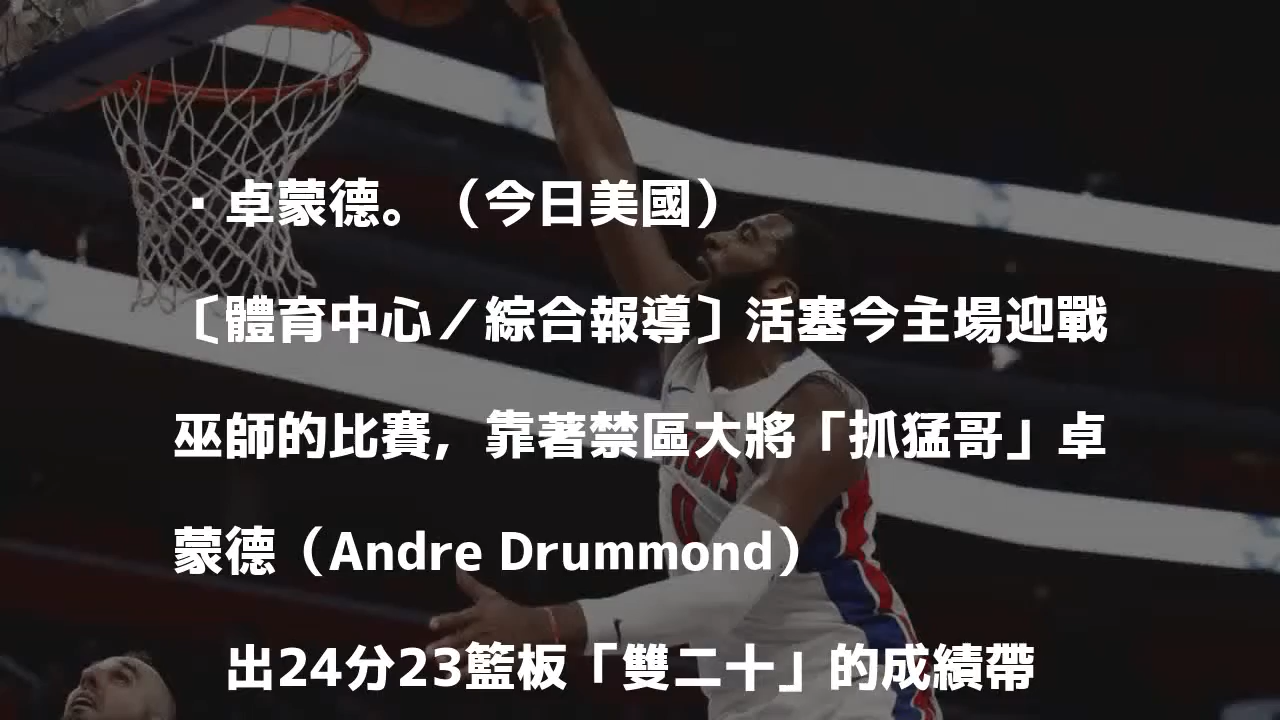 ·卓蒙德。（今日美國）
〔體育中心／綜合報導〕活塞今主場迎戰
巫師的比賽，靠著禁區大將「抓猛哥」卓
蒙德（Andre Drummond）
出24分23籃板「雙二十」的成績帶